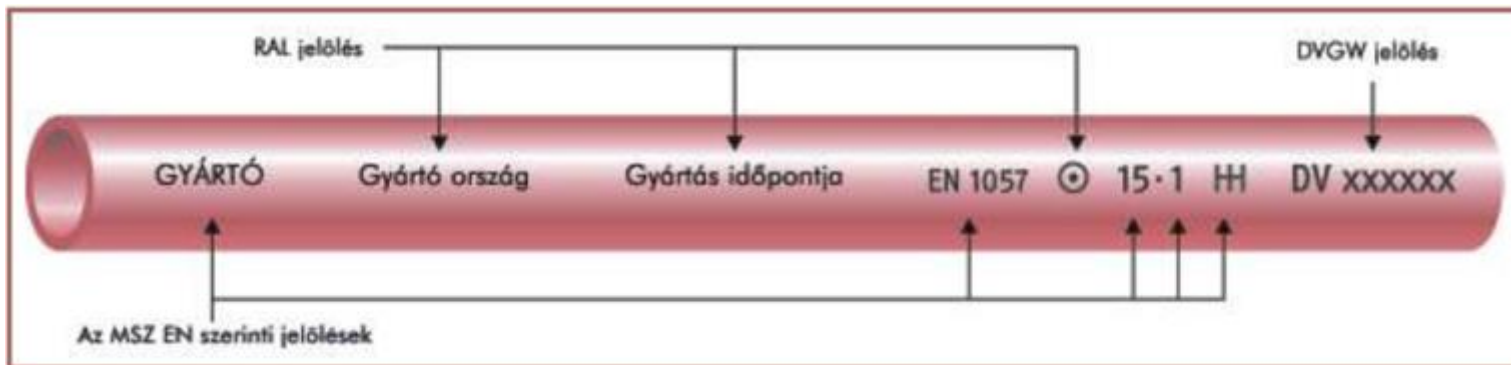 RAL jelölés
DVGW jelölés
GYÁRTÓ Gyártó ország Gyártás időpontja EN 1057 ⊙ 15·1 HH DV xxxxxx
Az MSZ EN szerinti jelölések